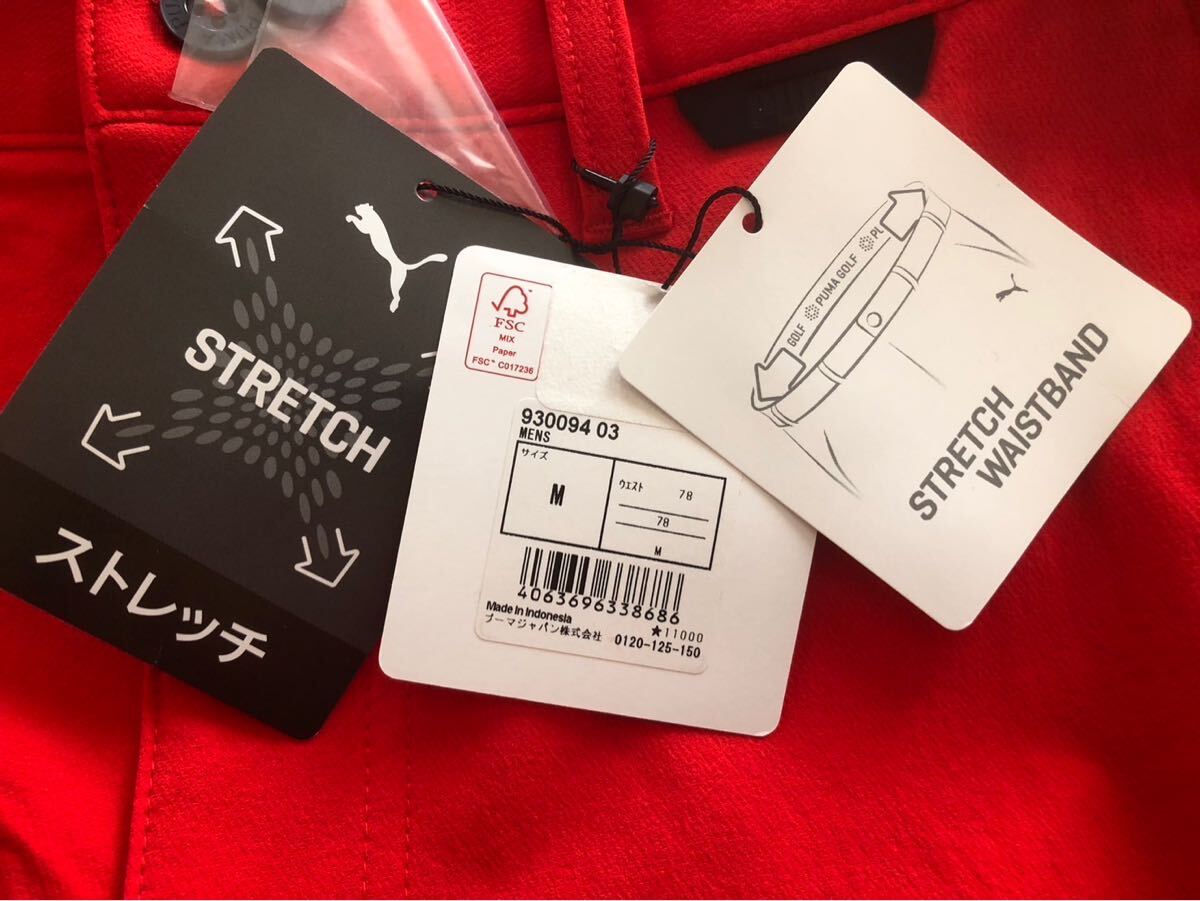 STRETCH
ストレッチ
FSC
MIX
Paper
FSC™ C017236
930094 03
MENS
サイズ
M
ウエスト 78
78
M
4063696338686
Made in Indonesia
★11000
プーマジャパン株式会社 0120-125-150
GOLF PUMA GOLF PU
STRETCH
WAISTBAND